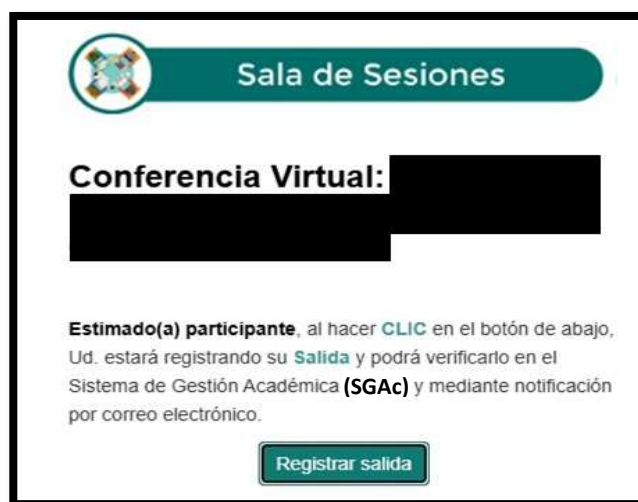 Sala de Sesiones
Conferencia Virtual:
Estimado(a) participante, al hacer CLIC en el botón de abajo,
Ud. estará registrando su Salida y podrá verificarlo en el
Sistema de Gestión Académica (SGAc) y mediante notificación
por correo electrónico.
Registrar salida